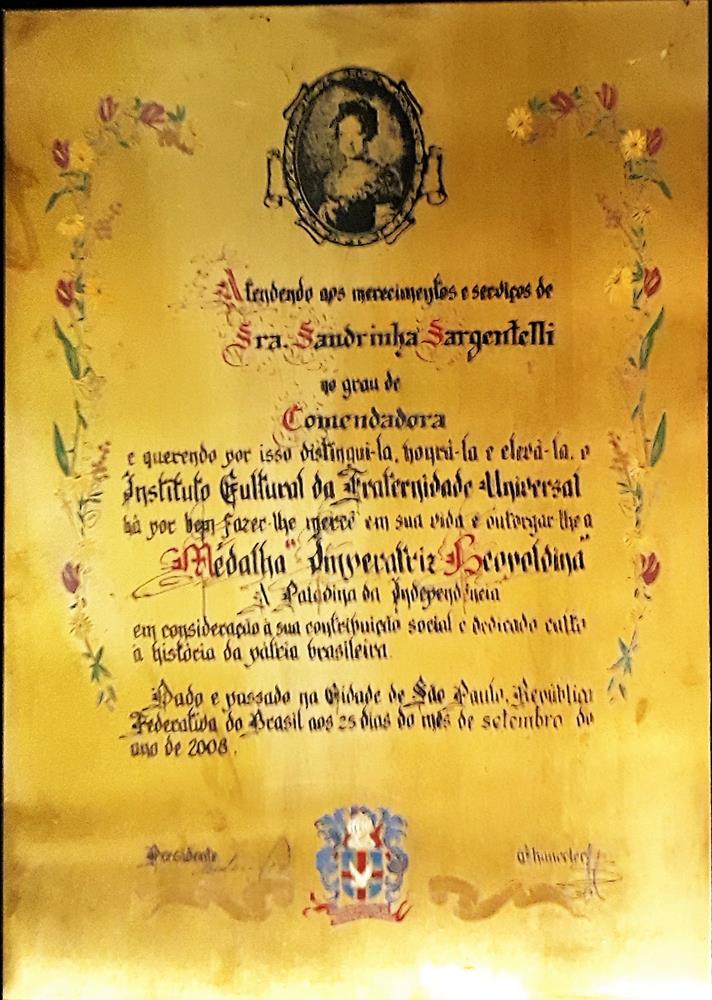 Atendendo aos merecimentos e serviços de
Sra. Sandrinha Sargentelli
no grau de
Comendadora
e querendo por isso distingui-la, honrá-la e elevá-la, o
Instituto Cultural da Fraternidade Universal
há por bem fazer-lhe mercê em sua vida e outorgar-lhe a
Medalha "Imperatriz Leopoldina"
A Paladina da Independência
em consideração à sua contribuição social e dedicado culto
à história da pátria brasileira.
Dado e passado na Cidade de São Paulo, República
Federativa do Brasil aos 25 dias do mês de setembro do
ano de 2008.
Presidente Chanceler